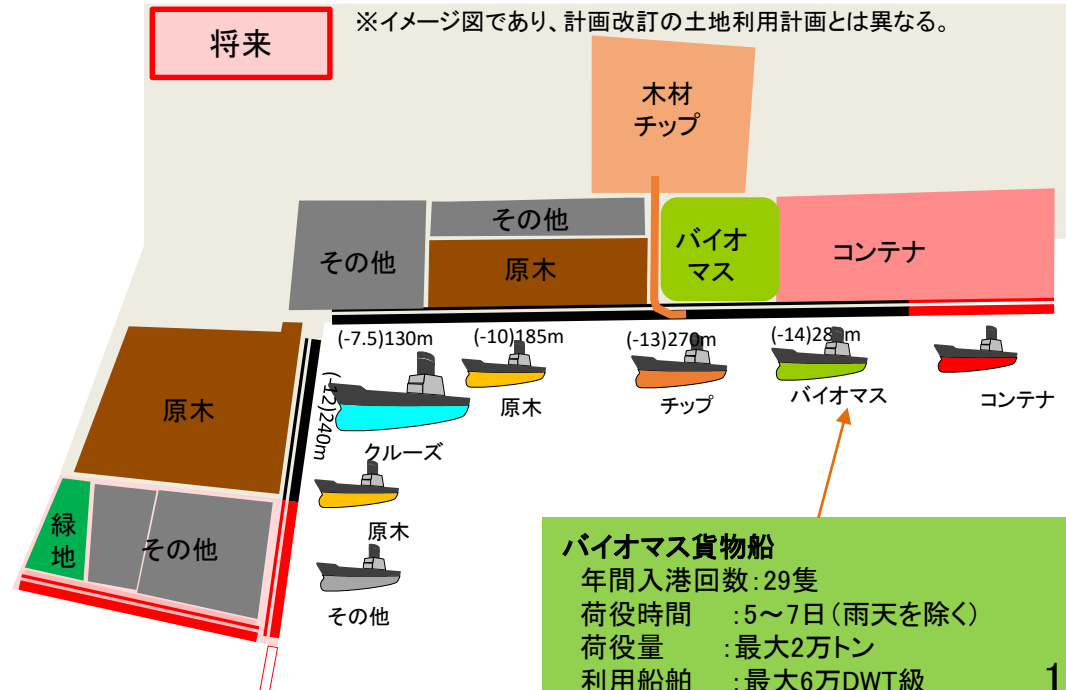 将来
※イメージ図であり、計画改訂の土地利用計画とは異なる。
木材
チップ
その他
その他
原木
バイオ
マス
コンテナ
(-7.5)130m
(-10)185m
(-13)270m
(-14)28
m
(-12)240m
原木
クルーズ
原木
チップ
バイオマス
コンテナ
原木
その他
緑
地
その他
バイオマス貨物船
年間入港回数:29隻
荷役時間 :5～7日(雨天を除く)
荷役量 :最大2万トン
利用船舶 :最大6万DWT級
1